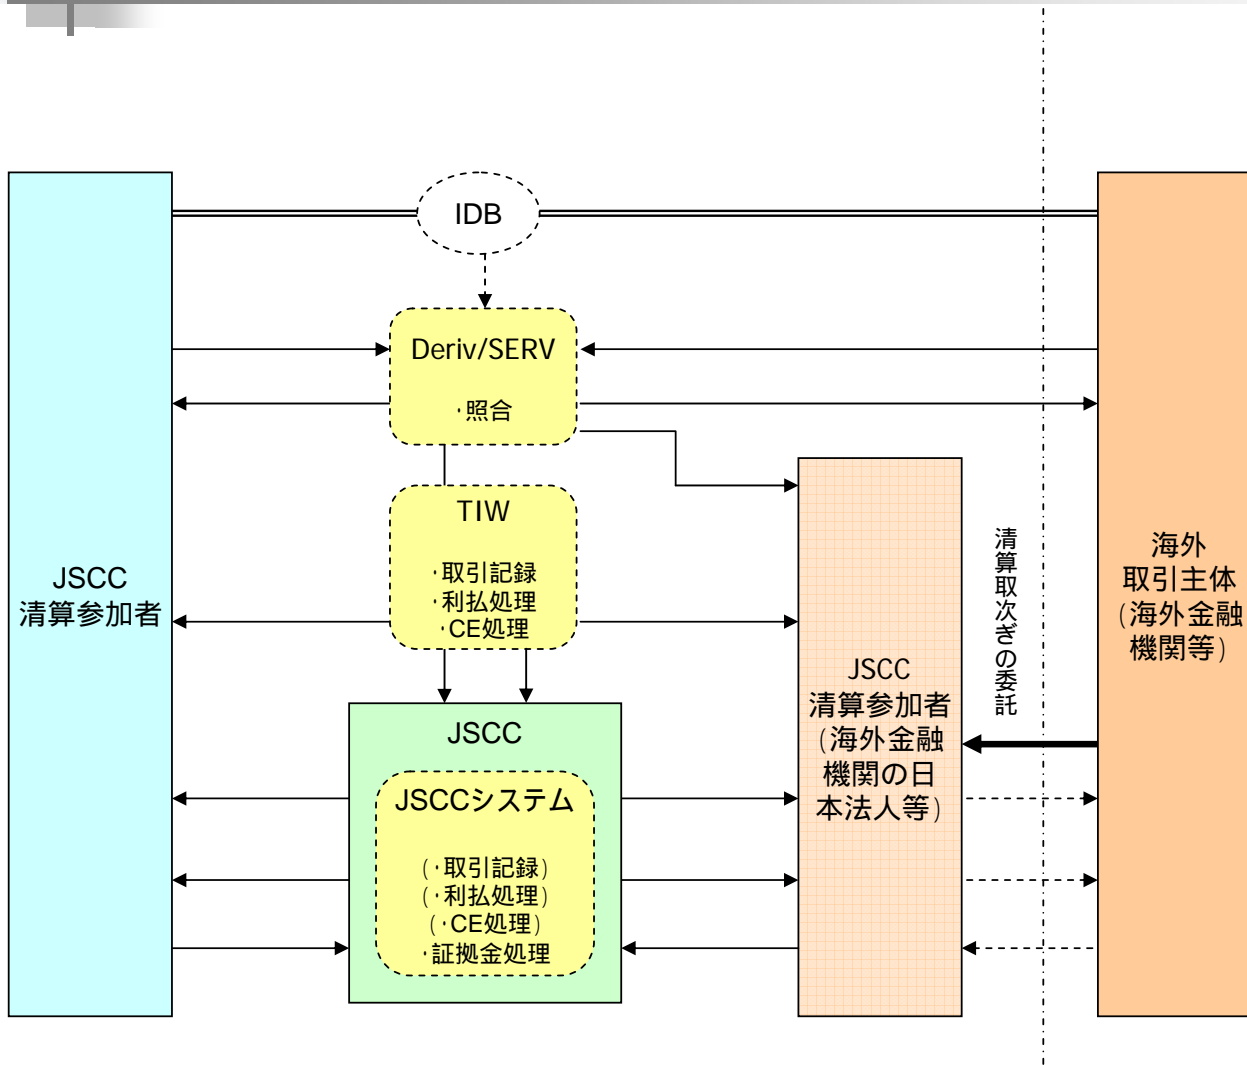 IDB
Deriv/SERV
・照合
TIW
・取引記録
・利払処理
・CE処理
JSCC
清算参加者
JSCC
JSCCシステム
(・取引記録)
(・利払処理)
(・CE処理)
・証拠金処理
JSCC
清算参加者
(海外金融
機関の日
本法人等)
清算取次ぎの委託
海外
取引主体
(海外金融
機関等)